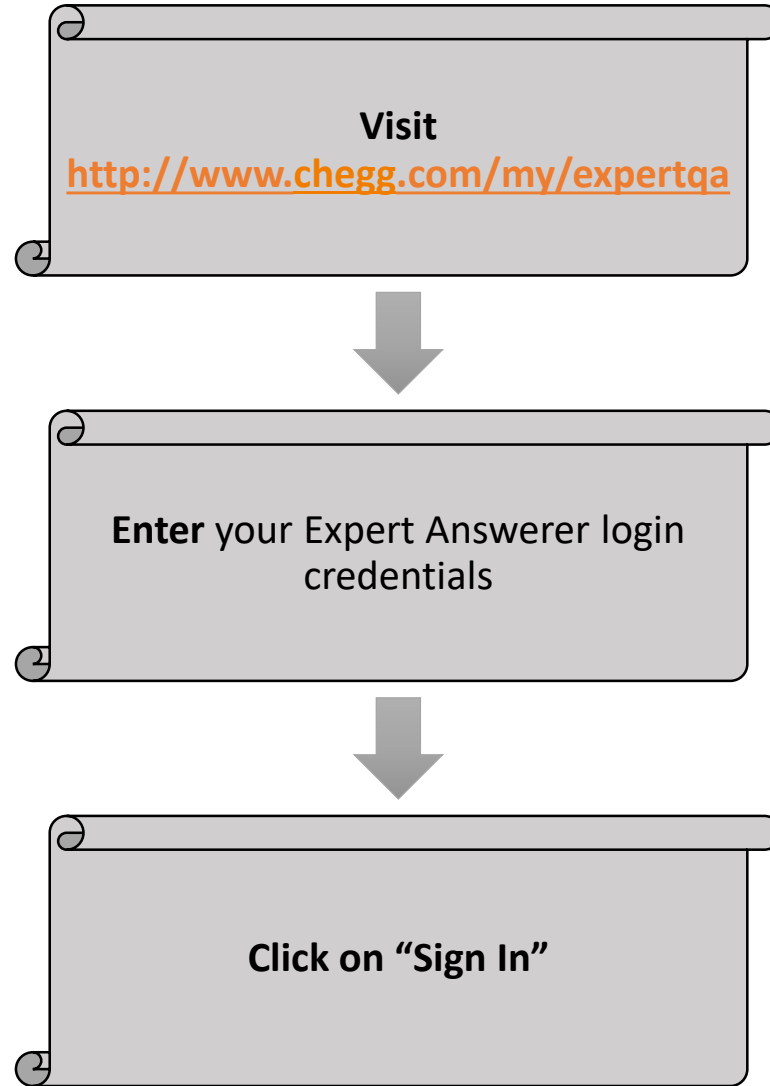 Visit
http://www.chegg.com/my/expertqa
Enter your Expert Answerer login
credentials
Click on “Sign In”